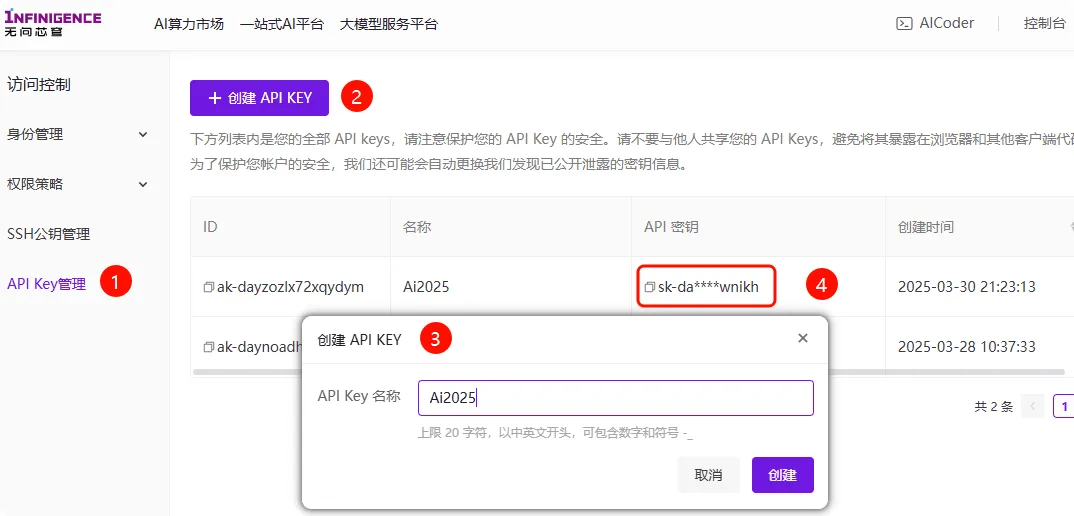 INFINIGENCE
无问芯穹
AI算力市场 一站式AI平台 大模型服务平台
AICoder
控制台
访问控制
身份管理
权限策略
SSH公钥管理
API Key管理
1
+ 创建 API KEY
2
下方列表内是您的全部 API keys，请注意保护您的 API Key 的安全。请不要与他人共享您的 API Keys，避免将其暴露在浏览器和其他客户端代
为了保护您帐户的安全，我们还可能会自动更换我们发现已公开泄露的密钥信息。
ID 名称 API 密钥 创建时间
ak-dayzozlx72xqydym Ai2025 sk-da****wnikh 4 2025-03-30 21:23:13
ak-daynoadh 2025-03-28 10:37:33
创建 API KEY
3
API Key 名称
Ai2025
上限 20 字符，以中英文开头，可包含数字和符号 -_
取消
创建
共 2 条
1